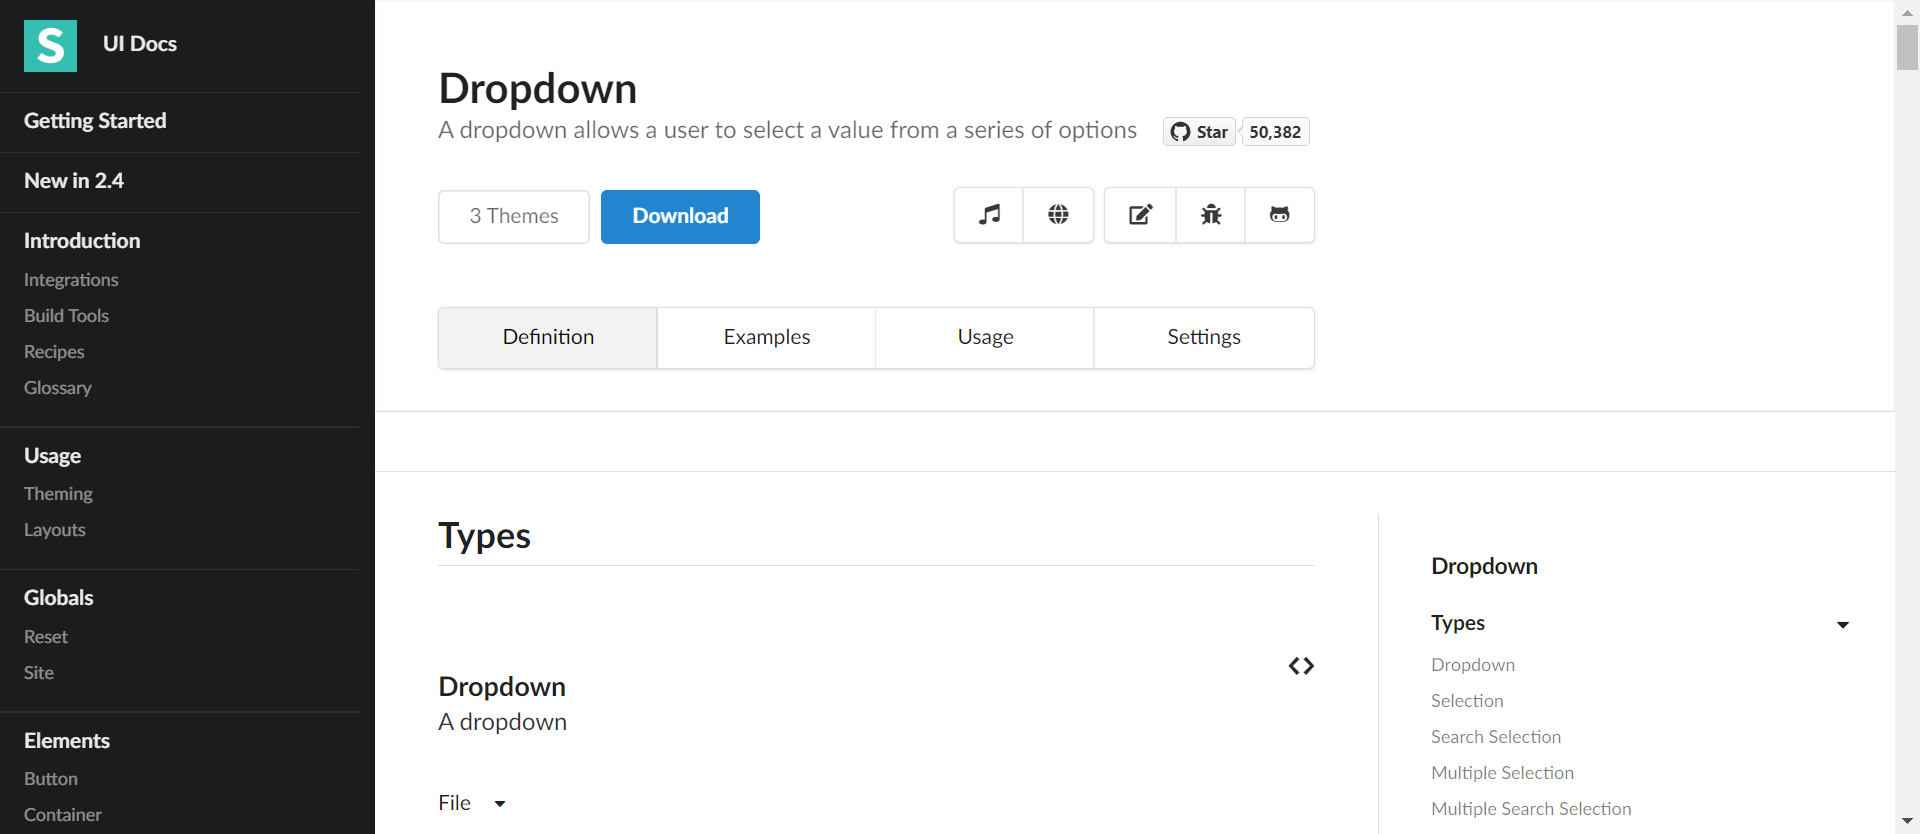 S UI Docs
Getting Started
New in 2.4
Introduction
Integrations
Build Tools
Recipes
Glossary
Usage
Theming
Layouts
Globals
Reset
Site
Elements
Button
Container
Dropdown
A dropdown allows a user to select a value from a series of options
Star 50,382
3 Themes Download
Definition Examples Usage Settings
Types
Dropdown
A dropdown
File
Dropdown
Types
Dropdown
Selection
Search Selection
Multiple Selection
Multiple Search Selection